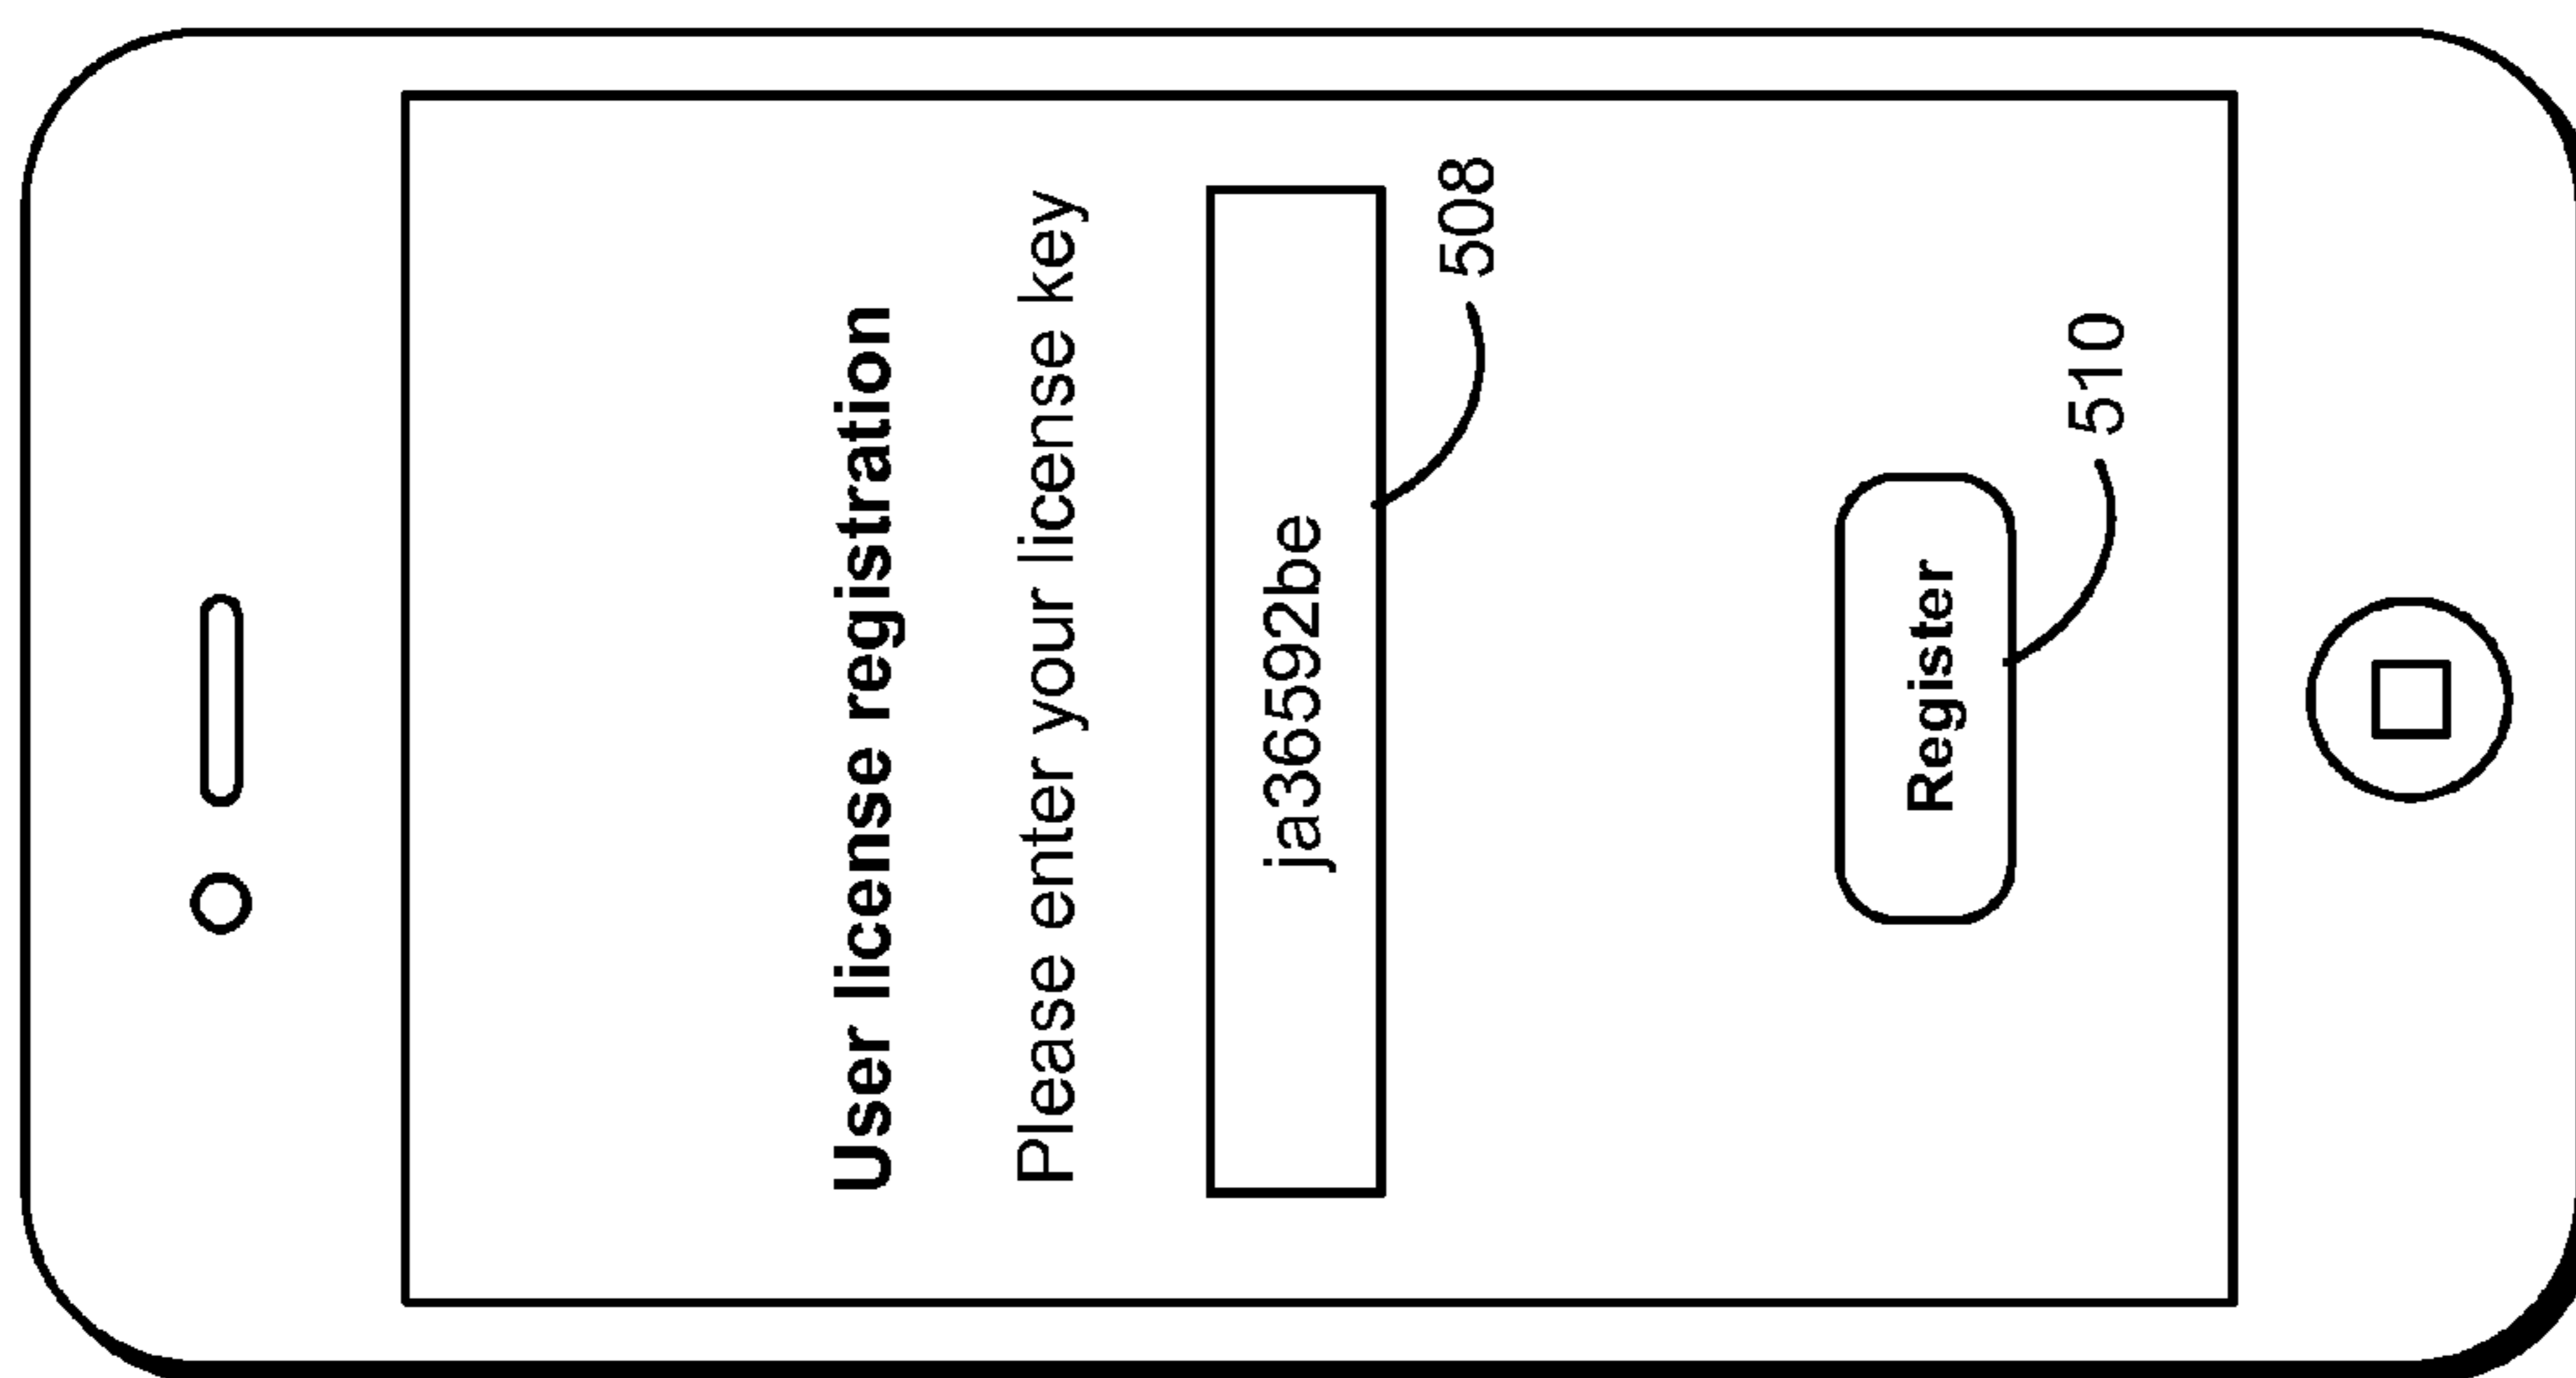 User license registration
Please enter your license key
ja36592be
508
Register
510